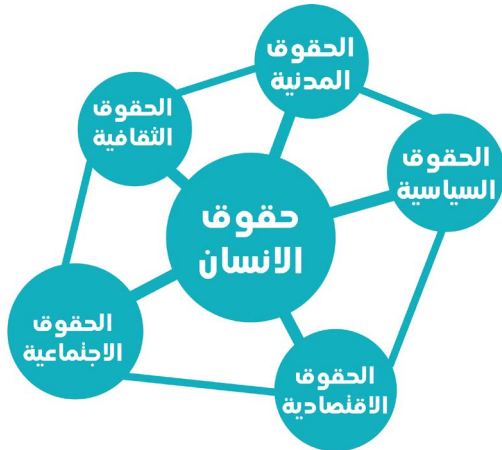 الحقوق
المدنية
الحقوق
الثقافية
الحقوق
السياسية
حقوق
الانسان
الحقوق
الاجتماعية
الحقوق
الاقتصادية